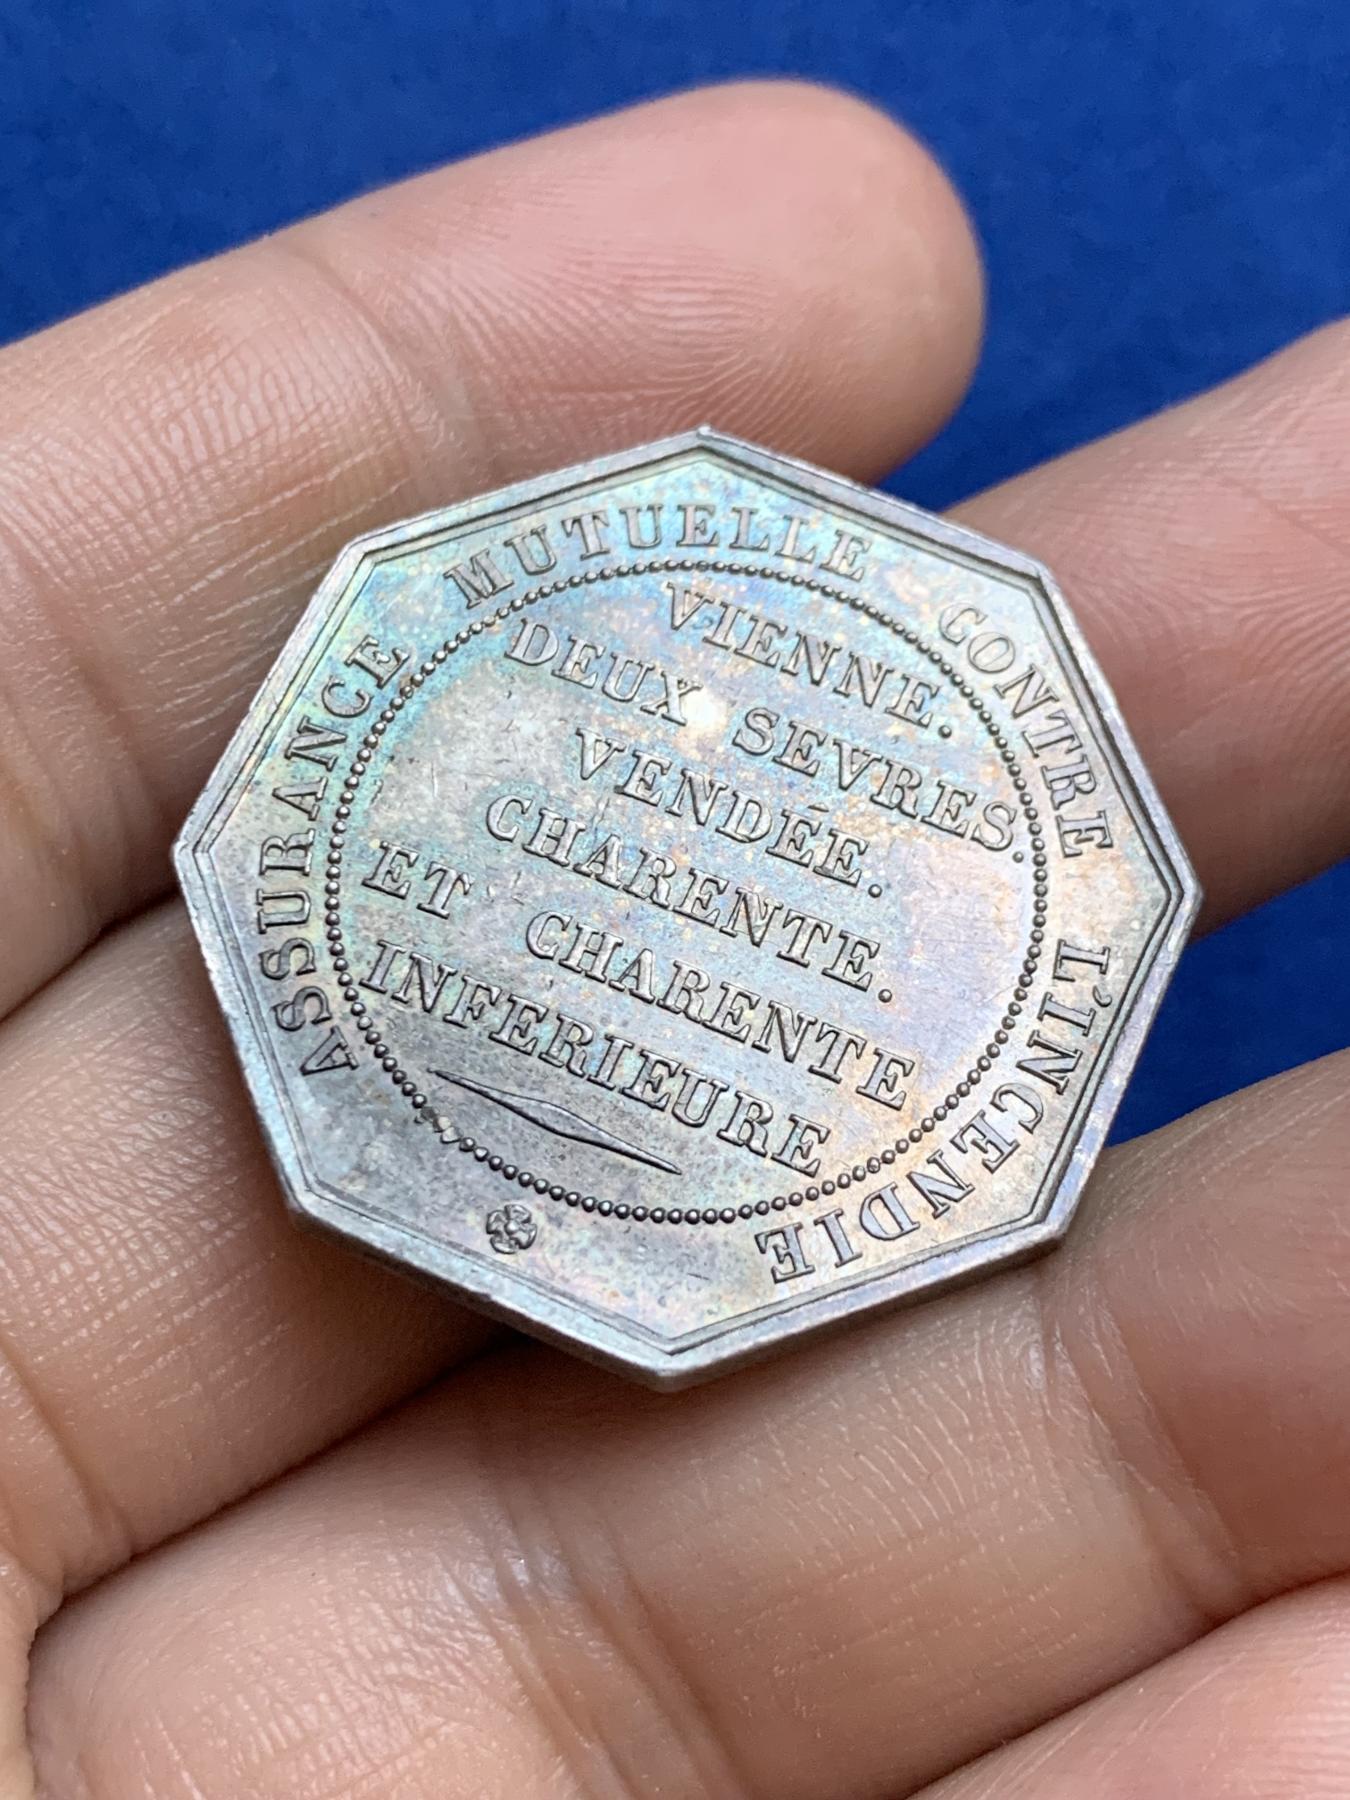 ASSURANCE MUTUELLE CONTRE L'INCENDIE
VIENNE.
DEUX SEVRES.
VENDÉE.
CHARENTE.
ET CHARENTE
INFERIEURE